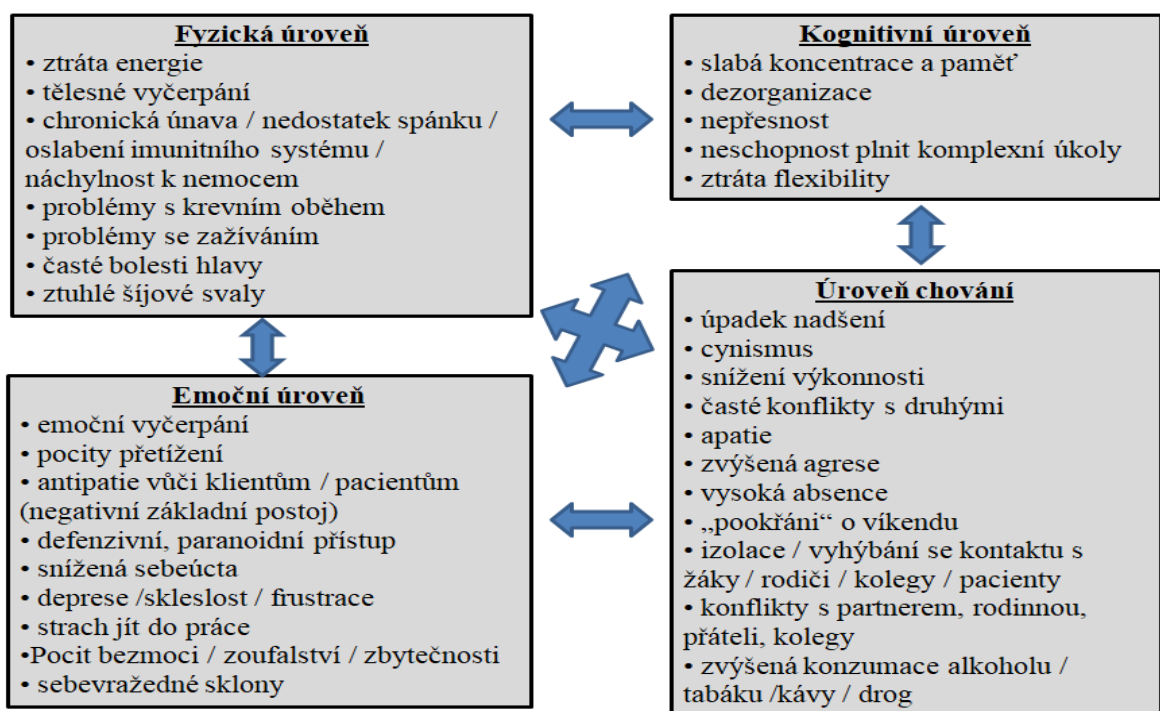 Fyzická úroveň
• ztráta energie
• tělesné vyčerpání
• chronická únava / nedostatek spánku /
oslabení imunitního systému /
náchylnost k nemocem
• problémy s krevním oběhem
• problémy se zažíváním
• časté bolesti hlavy
• ztuhlé šíjové svaly
Kognitivní úroveň
• slabá koncentrace a paměť
• dezorganizace
• nepřesnost
• neschopnost plnit komplexní úkoly
• ztráta flexibility
Emoční úroveň
• emoční vyčerpání
• pocity přetížení
• antipatie vůči klientům / pacientům
(negativní základní postoj)
• defenzivní, paranoidní přístup
• snížená sebeúcta
• deprese /skleslost / frustrace
• strach jít do práce
•Pocit bezmoci / zoufalství / zbytečnosti
• sebevražedné sklony
Úroveň chování
• úpadek nadšení
• cynismus
• snížení výkonnosti
• časté konflikty s druhými
• apatie
• zvýšená agrese
• vysoká absence
• „pookřáni“ o víkendu
• izolace / vyhýbání se kontaktu s
žáky / rodiči / kolegy / pacienty
• konflikty s partnerem, rodinnou,
přáteli, kolegy
• zvýšená konzumace alkoholu /
tabáku /kávy / drog